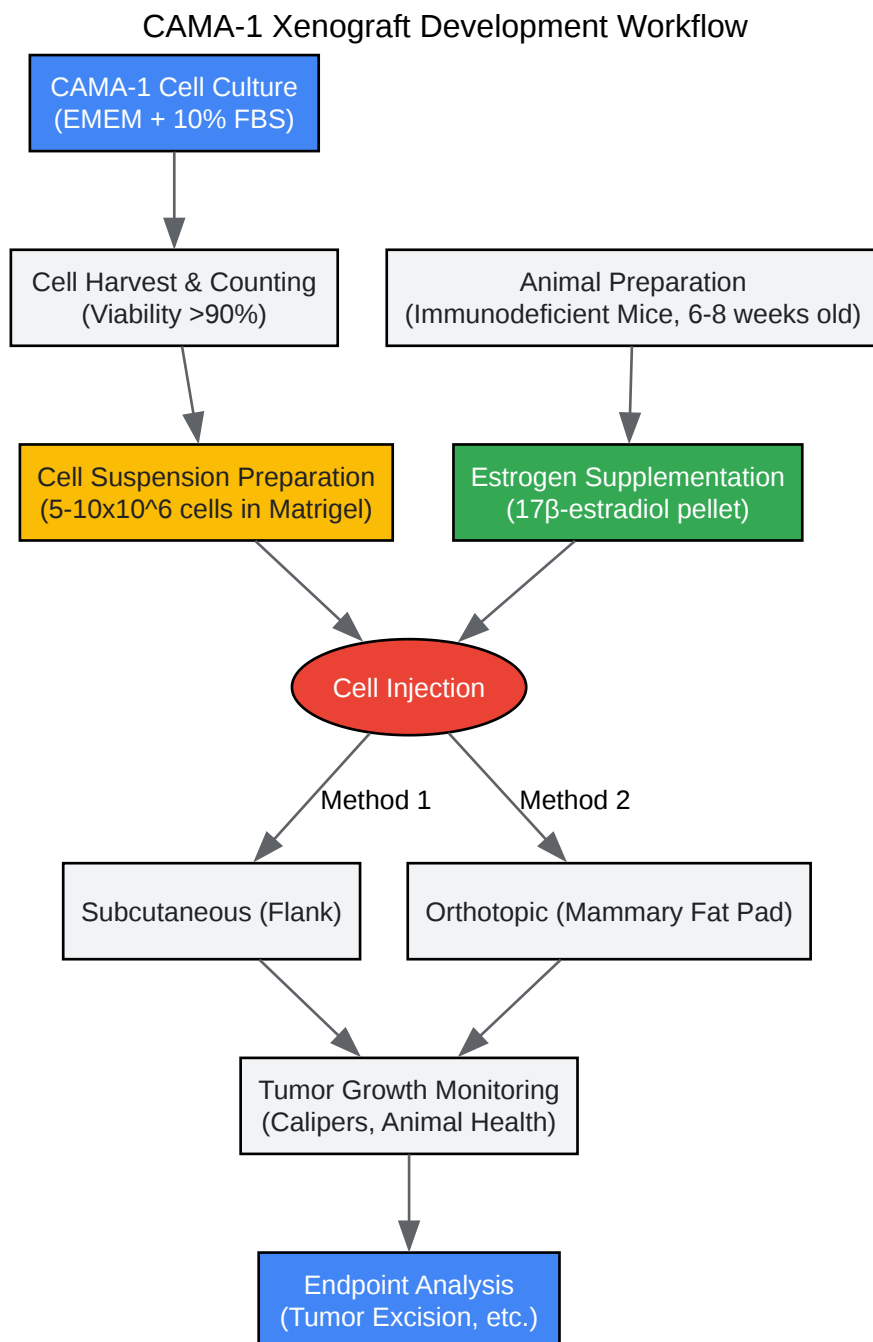 CAMA-1 Xenograft Development Workflow
CAMA-1 Cell Culture
(EMEM + 10% FBS)
Cell Harvest & Counting
(Viability >90%)
Animal Preparation
(Immunodeficient Mice, 6-8 weeks old)
Cell Suspension Preparation
(5-10x10^6 cells in Matrigel)
Estrogen Supplementation
(17β-estradiol pellet)
Cell Injection
Method 1
Method 2
Subcutaneous (Flank)
Orthotopic (Mammary Fat Pad)
Tumor Growth Monitoring
(Calipers, Animal Health)
Endpoint Analysis
(Tumor Excision, etc.)